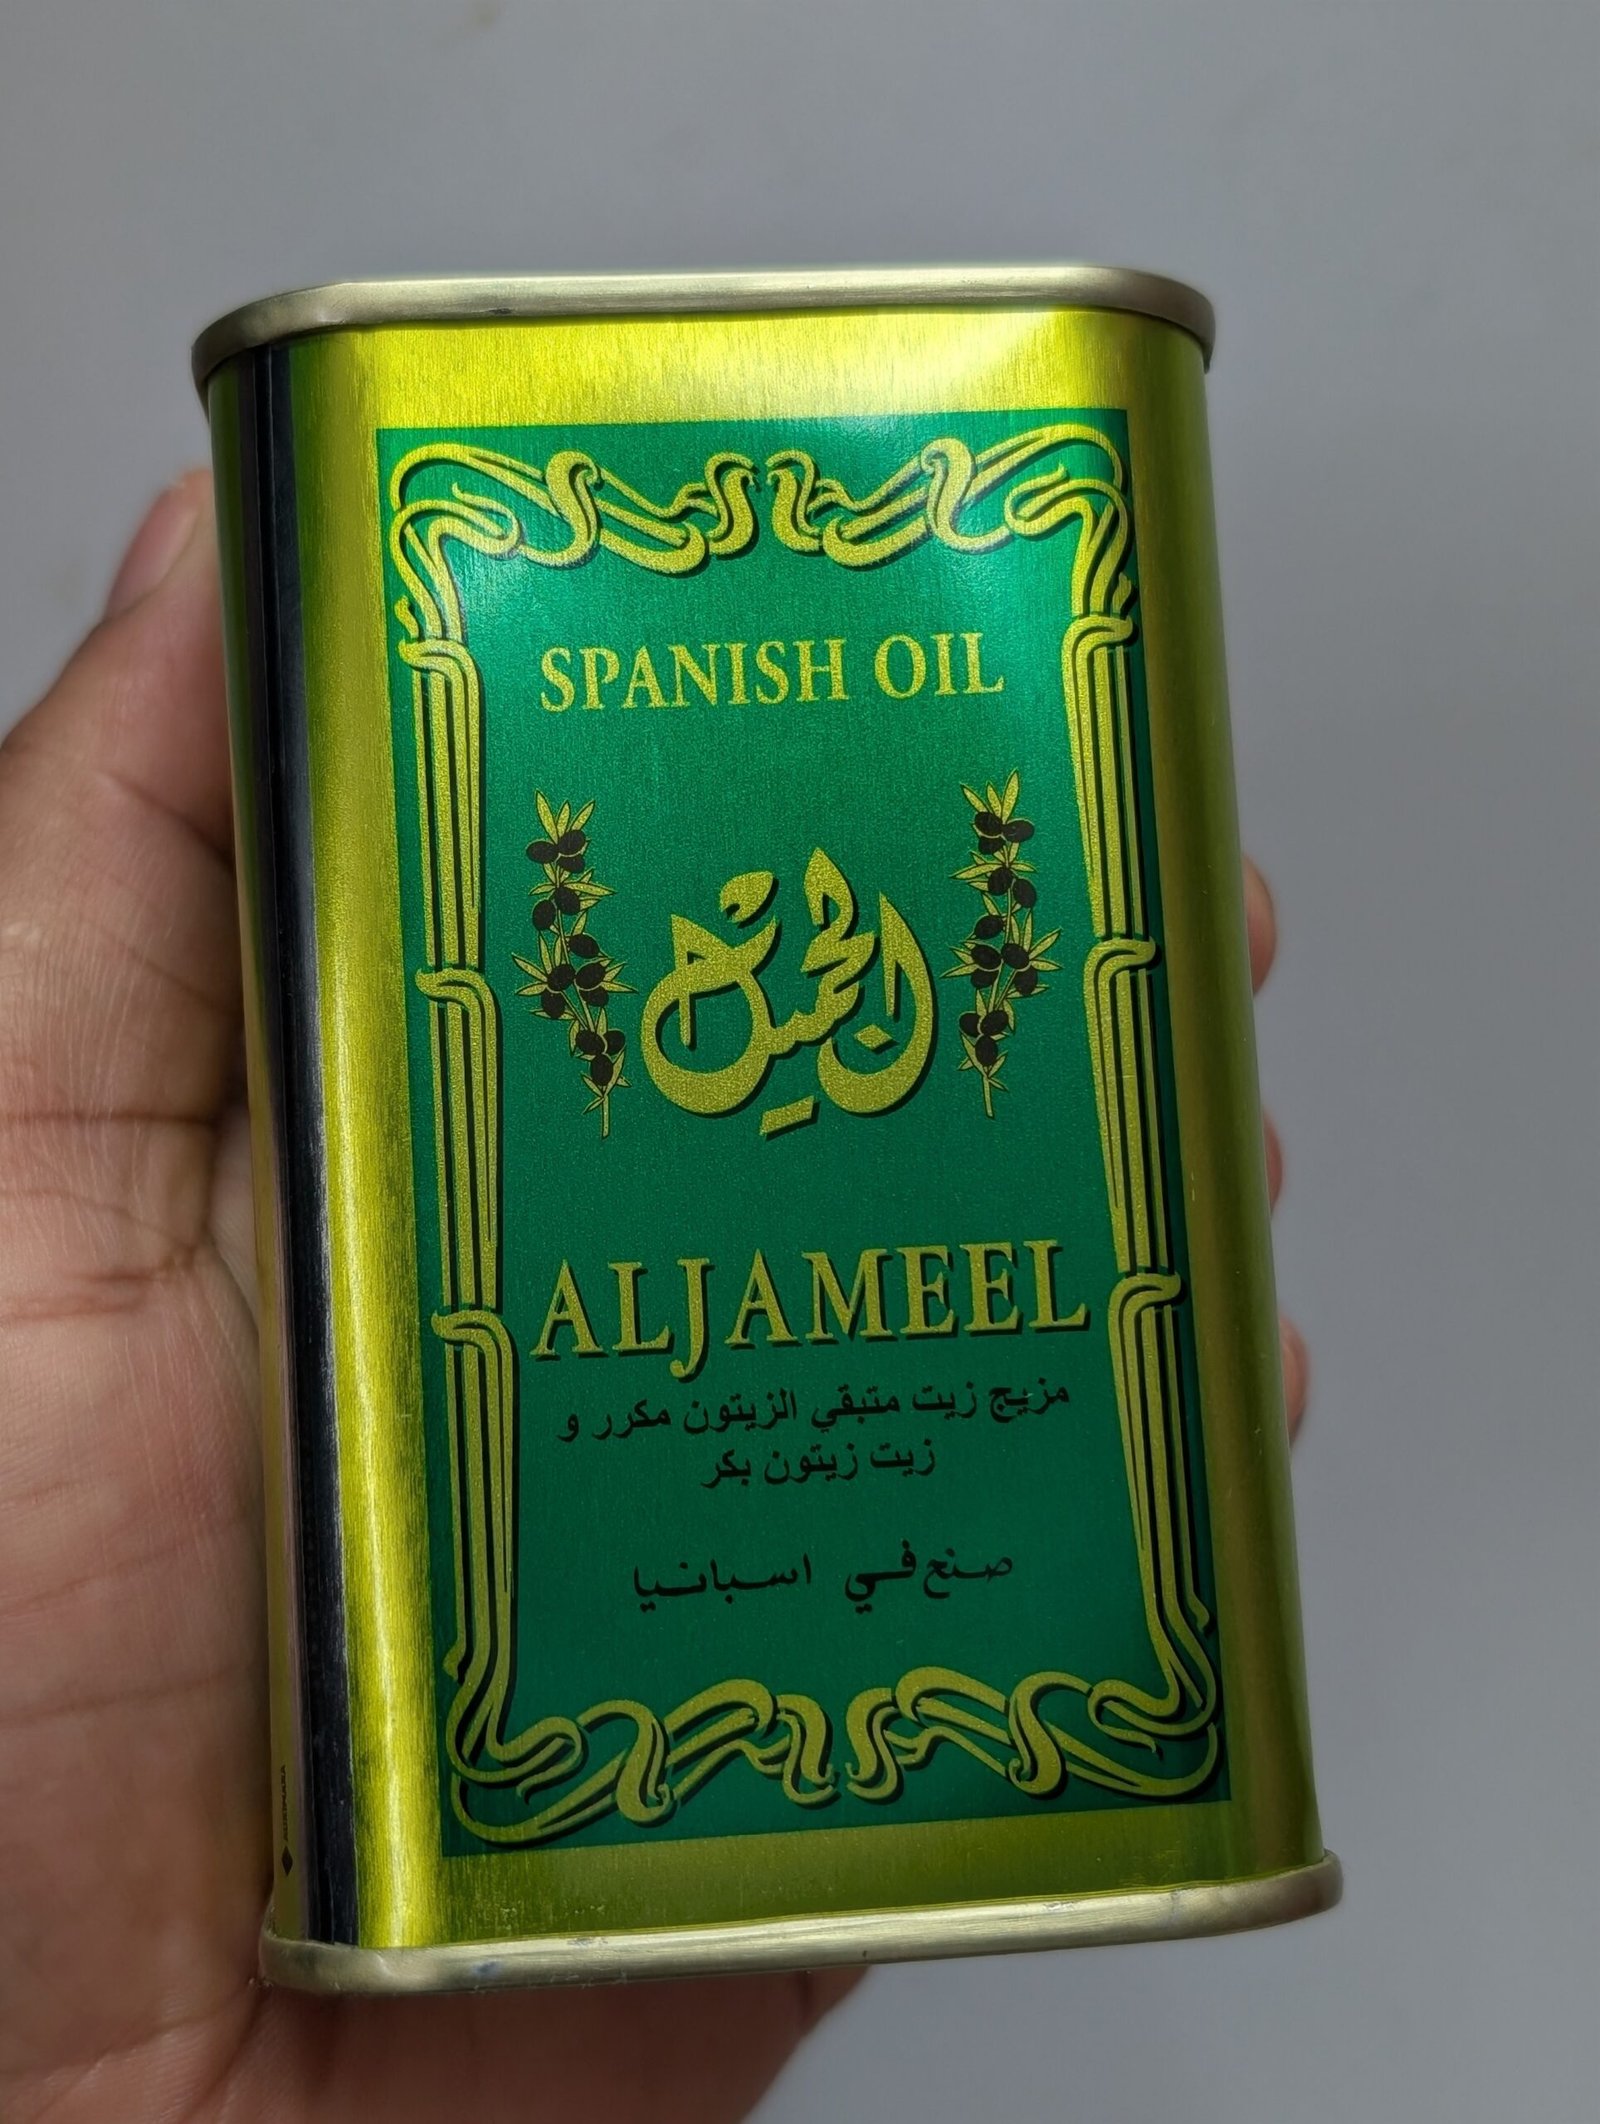 SPANISH OIL
الجميل
ALJAMEEL
مزيج زيت متبقي الزيتون مكرر و
زيت زيتون بكر
صنع في اسبانيا